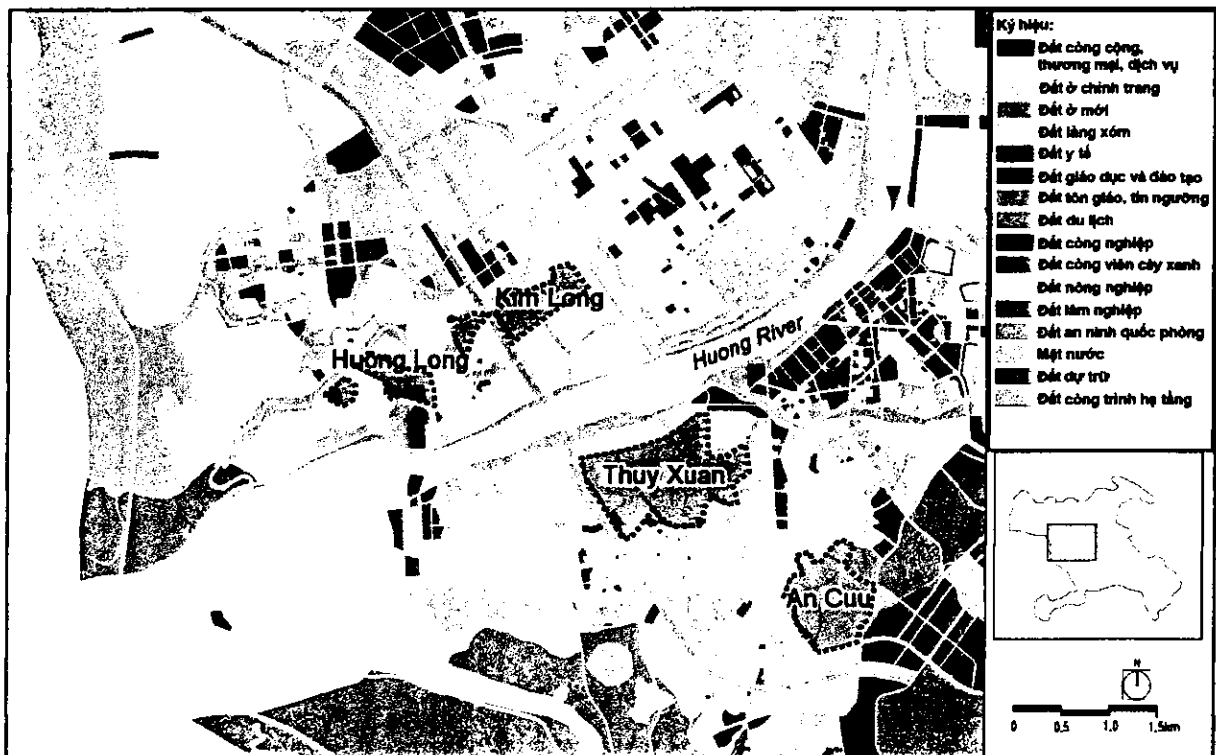 Kim Long
Hương Long
Huong River
Thuy Xuan
An Cuu
Ký hiệu:
Đất công cộng,
thương mại, dịch vụ
Đất ở chỉnh trang
Đất ở mới
Đất làng xóm
Đất y tế
Đất giáo dục và đào tạo
Đất tôn giáo, tín ngưỡng
Đất du lịch
Đất công nghiệp
Đất công viên cây xanh
Đất nông nghiệp
Đất lâm nghiệp
Đất an ninh quốc phòng
Mặt nước
Đất dự trữ
Đất công trình hạ tầng
N
0 0,5 1,0 1,5km